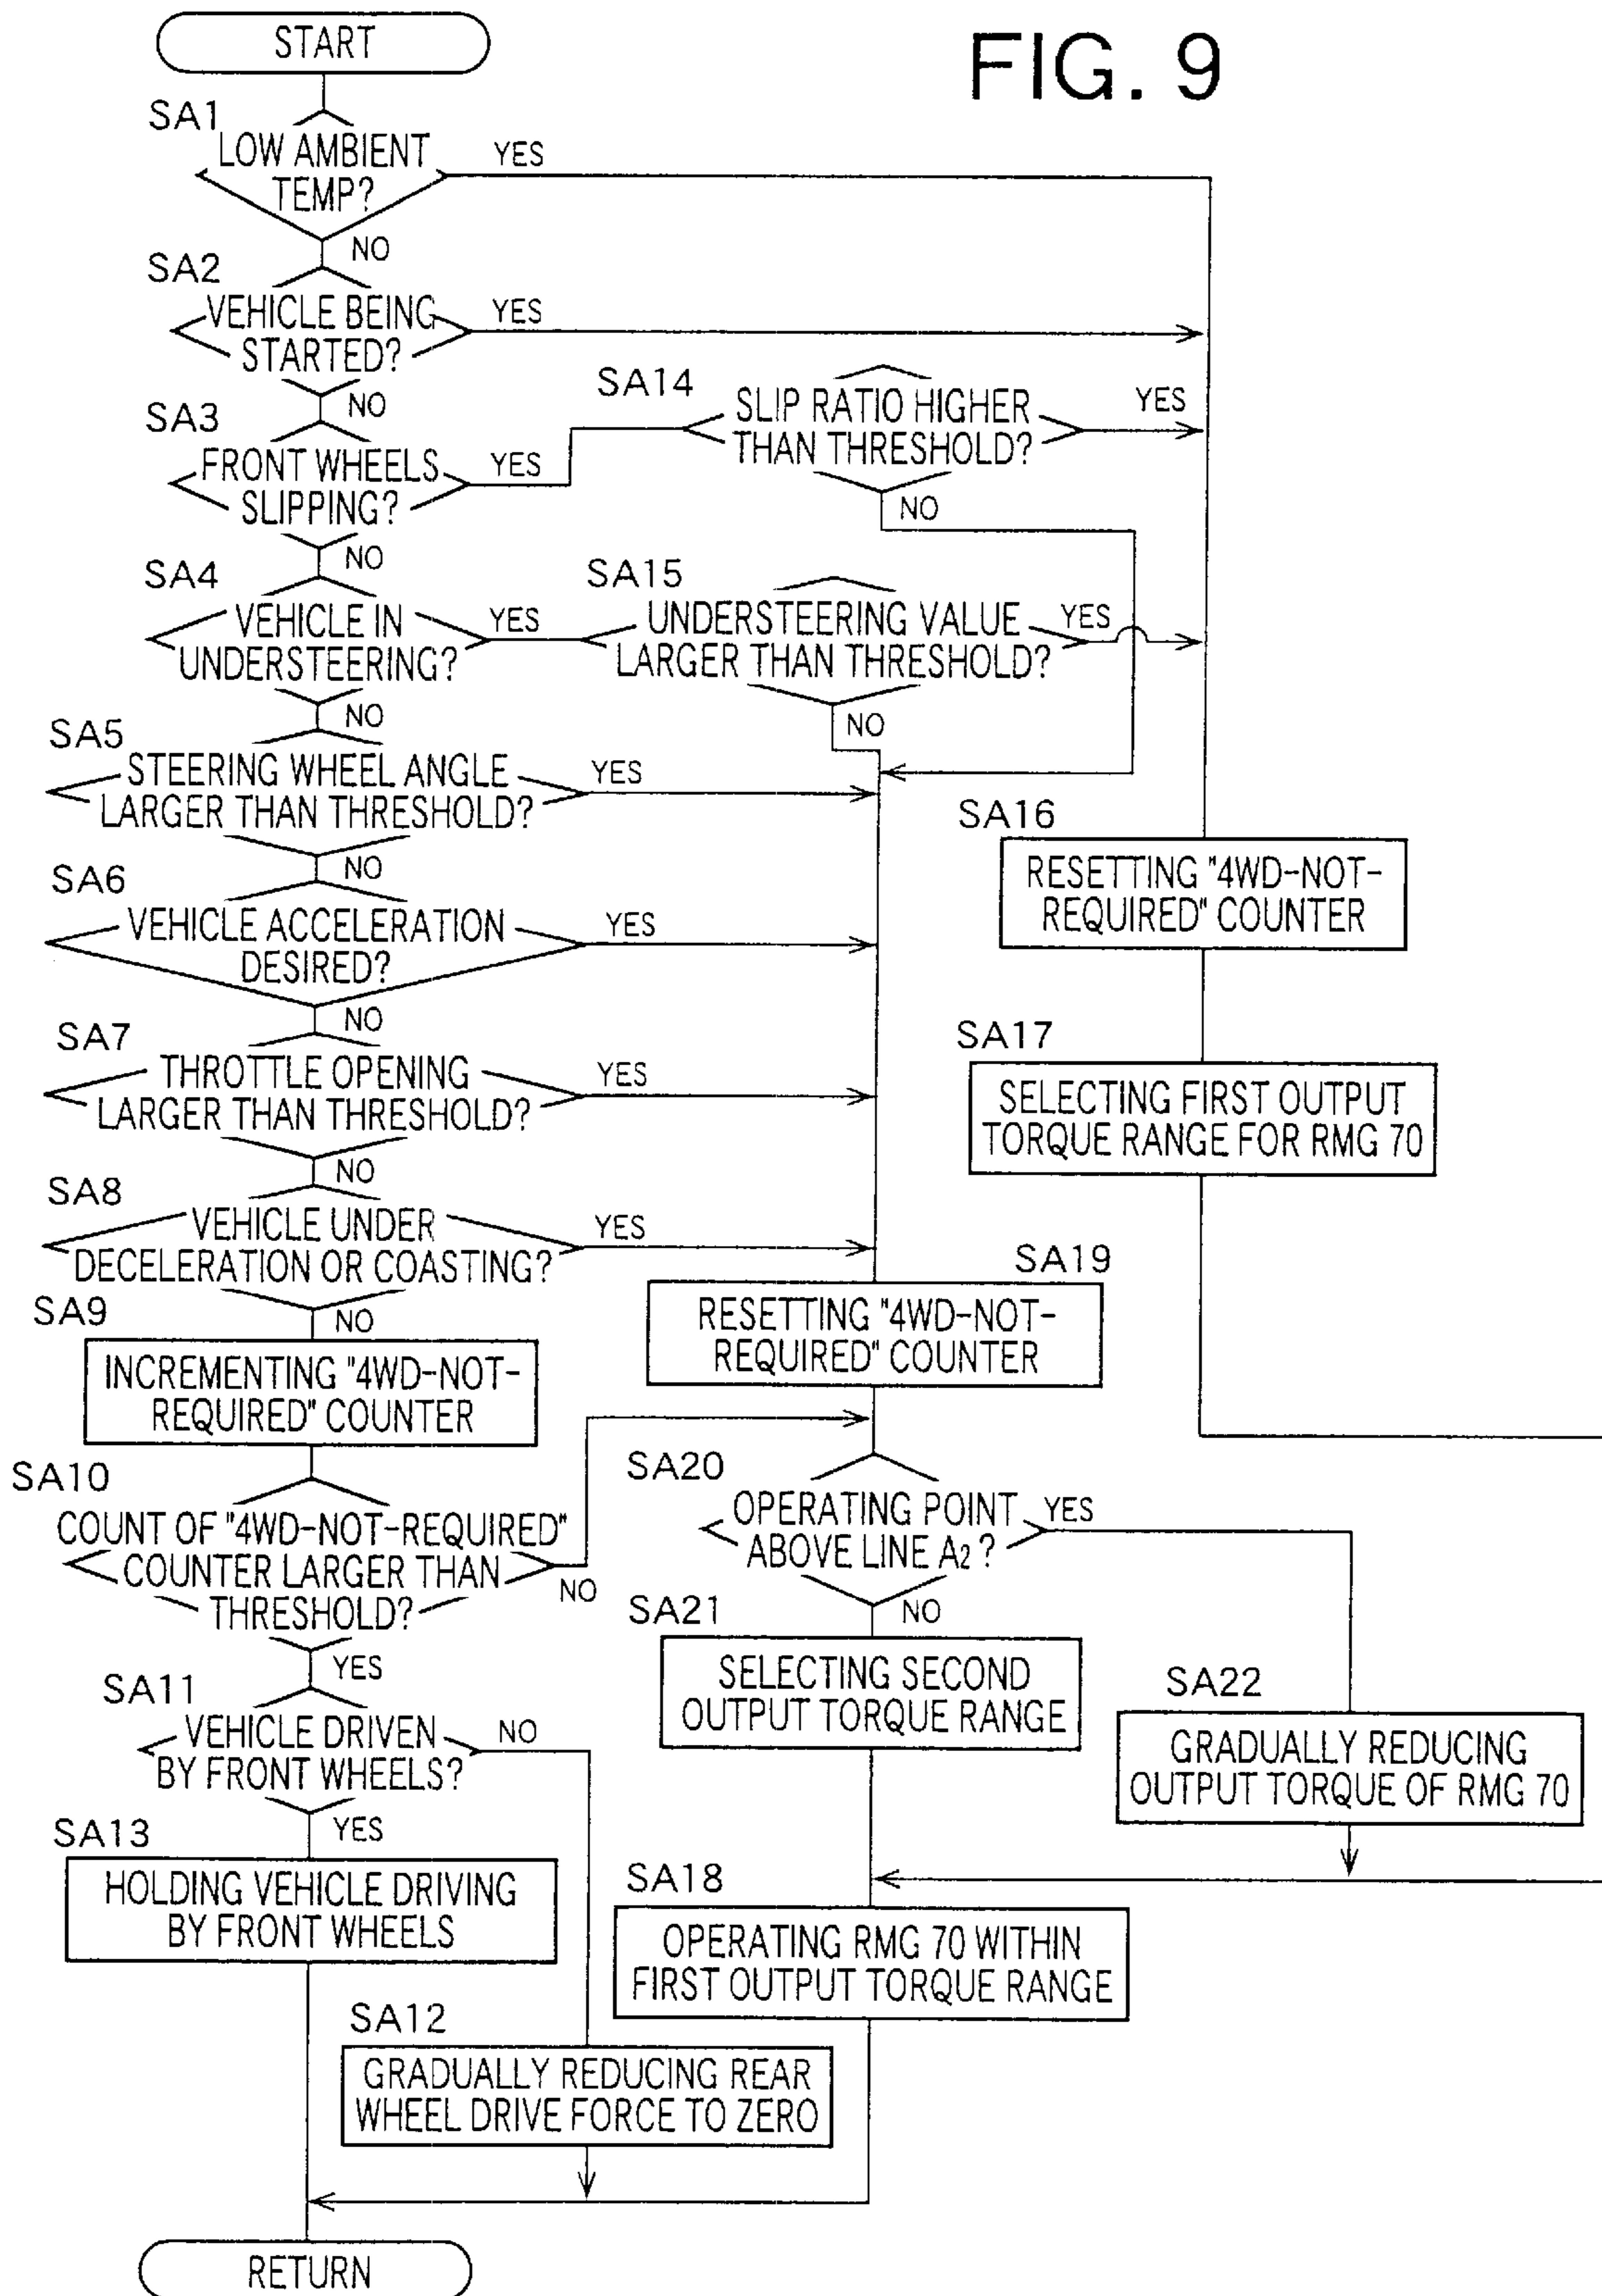 FIG. 9
START
SA1
LOW AMBIENT
TEMP?
YES
NO
SA2
VEHICLE BEING
STARTED?
YES
NO
SA3
FRONT WHEELS
SLIPPING?
YES
NO
SA14
SLIP RATIO HIGHER
THAN THRESHOLD?
YES
NO
SA4
VEHICLE IN
UNDERSTEERING?
YES
NO
SA15
UNDERSTEERING VALUE
LARGER THAN THRESHOLD?
YES
NO
SA5
STEERING WHEEL ANGLE
LARGER THAN THRESHOLD?
YES
NO
SA6
VEHICLE ACCELERATION
DESIRED?
YES
NO
SA7
THROTTLE OPENING
LARGER THAN THRESHOLD?
YES
NO
SA8
VEHICLE UNDER
DECELERATION OR COASTING?
YES
NO
SA9
INCREMENTING "4WD-NOT-
REQUIRED" COUNTER
SA10
COUNT OF "4WD-NOT-REQUIRED"
COUNTER LARGER THAN
THRESHOLD?
NO
YES
SA11
VEHICLE DRIVEN
BY FRONT WHEELS?
NO
YES
SA13
HOLDING VEHICLE DRIVING
BY FRONT WHEELS
SA12
GRADUALLY REDUCING REAR
WHEEL DRIVE FORCE TO ZERO
SA16
RESETTING "4WD-NOT-
REQUIRED" COUNTER
SA17
SELECTING FIRST OUTPUT
TORQUE RANGE FOR RMG 70
SA19
RESETTING "4WD-NOT-
REQUIRED" COUNTER
SA20
OPERATING POINT
ABOVE LINE A2 ?
YES
NO
SA21
SELECTING SECOND
OUTPUT TORQUE RANGE
SA22
GRADUALLY REDUCING
OUTPUT TORQUE OF RMG 70
SA18
OPERATING RMG 70 WITHIN
FIRST OUTPUT TORQUE RANGE
RETURN